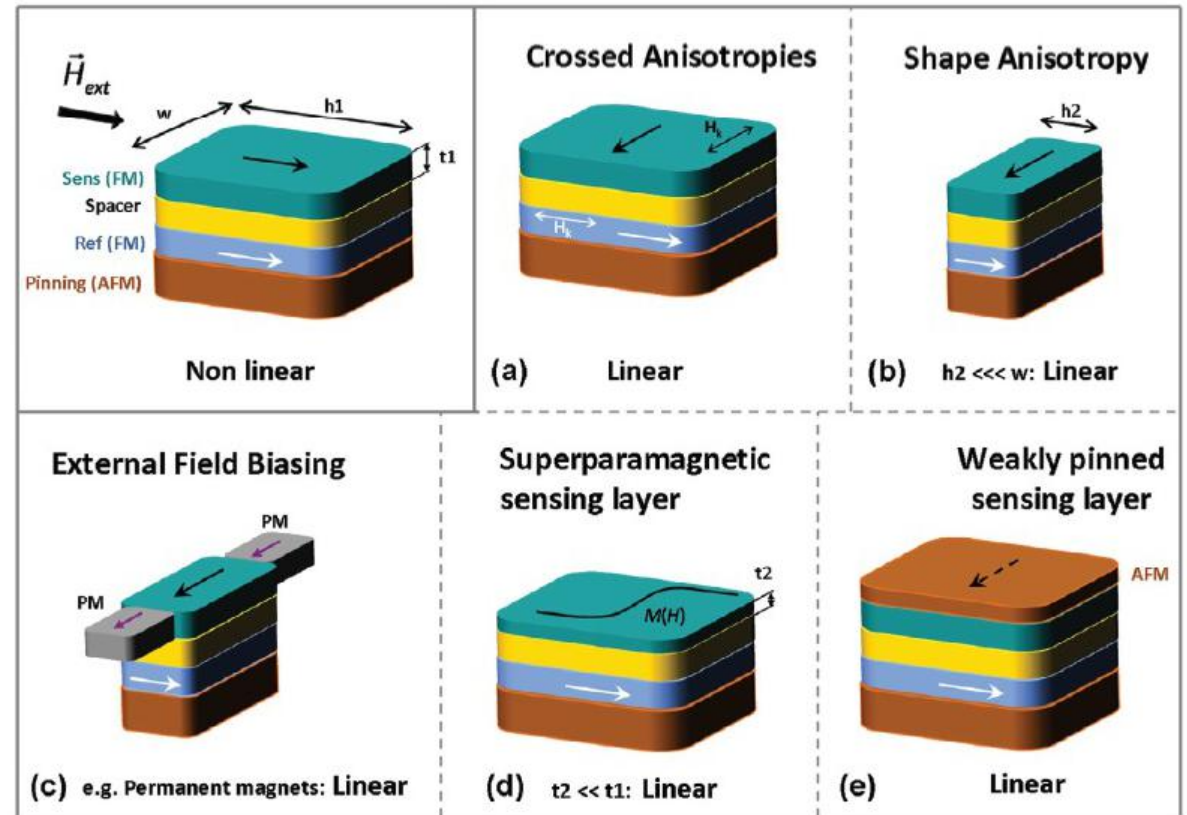 H⃗ext
w
h1
t1
Sens (FM)
Spacer
Ref (FM)
Pinning (AFM)
Non linear
Crossed Anisotropies
Hk
Hk
(a) Linear
Shape Anisotropy
h2
(b) h2 <<< w: Linear
External Field Biasing
PM
PM
(c) e.g. Permanent magnets: Linear
Superparamagnetic
sensing layer
t2
M(H)
(d) t2 << t1: Linear
Weakly pinned
sensing layer
AFM
(e) Linear